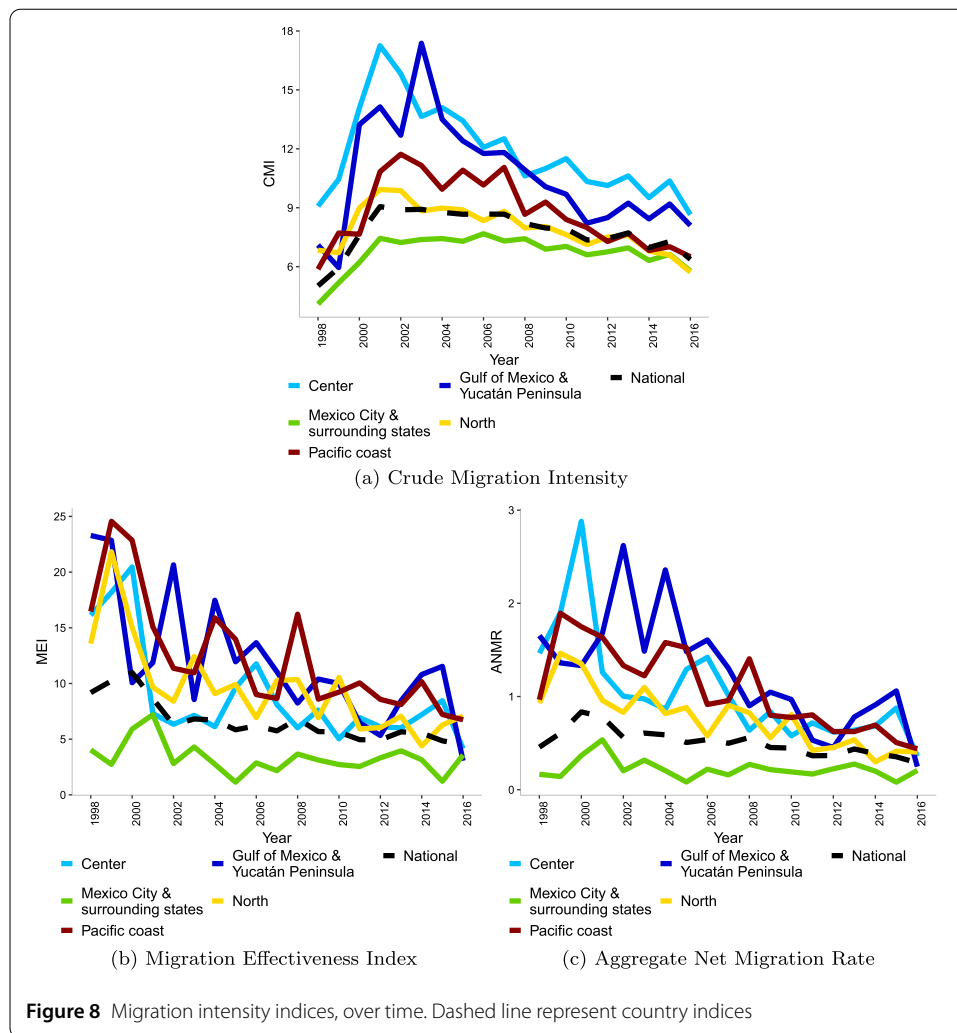 18
15
12
9
6
CMI
1998
2000
2002
2004
2006
2008
2010
2012
2014
2016
Year
Center
Gulf of Mexico &
Yucatán Peninsula
National
Mexico City &
surrounding states
North
Pacific coast
(a) Crude Migration Intensity
25
20
15
10
5
0
MEI
1998
2000
2002
2004
2006
2008
2010
2012
2014
2016
Year
Center
Gulf of Mexico &
Yucatán Peninsula
National
Mexico City &
surrounding states
North
Pacific coast
(b) Migration Effectiveness Index
3
2
1
0
ANMR
1998
2000
2002
2004
2006
2008
2010
2012
2014
2016
Year
Center
Gulf of Mexico &
Yucatán Peninsula
National
Mexico City &
surrounding states
North
Pacific coast
(c) Aggregate Net Migration Rate
Figure 8 Migration intensity indices, over time. Dashed line represent country indices